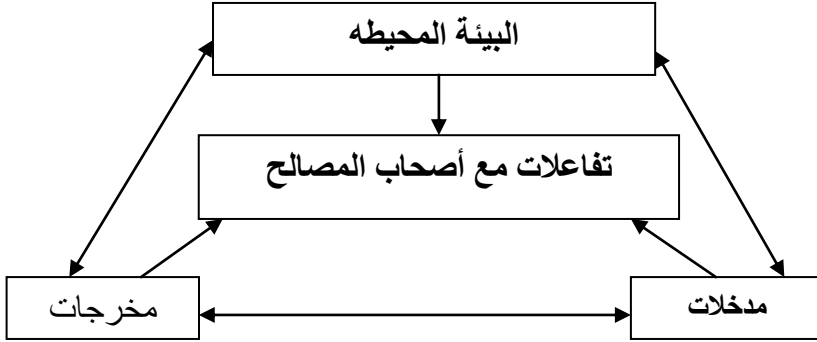 البيئة المحيطه
تفاعلات مع أصحاب المصالح
مدخلات
مخرجات